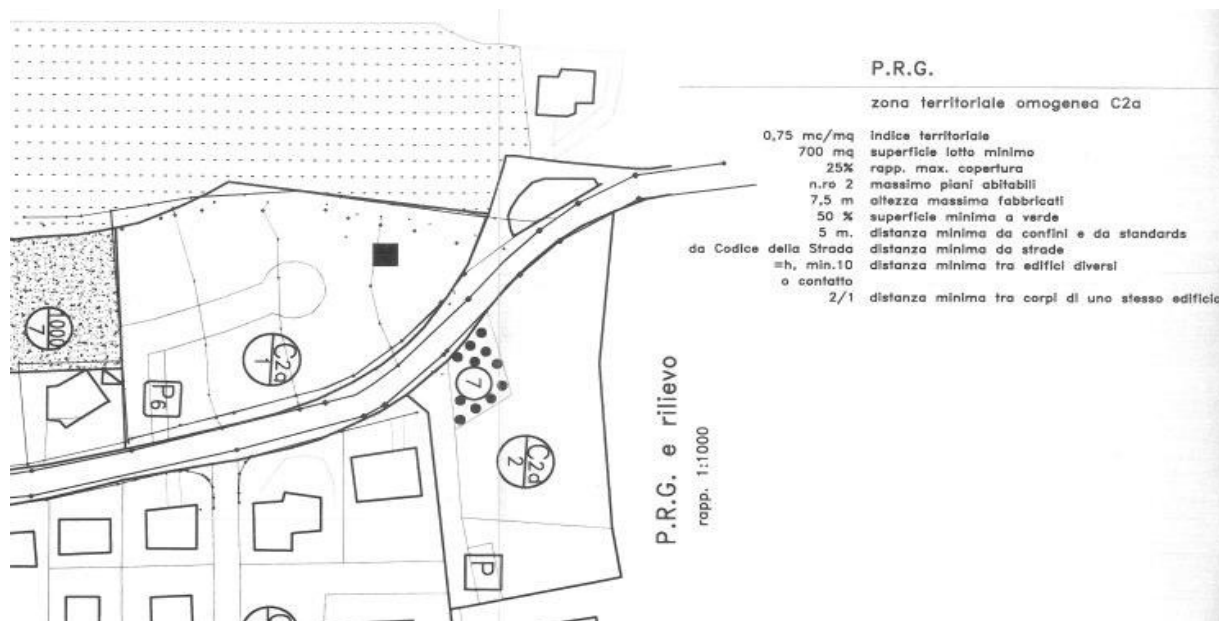 P.R.G.
zona territoriale omogenea C2a
0,75 mc/mq indice territoriale
700 mq superficie lotto minimo
25% rapp. max. copertura
n.ro 2 massimo piani abitabili
7,5 m altezza massima fabbricati
50 % superficie minima a verde
5 m. distanza minima da confini e da standards
da Codice della Strada distanza minima da strade
=h, min.10 distanza minima tra edifici diversi
o contatto
2/1 distanza minima tra corpi di uno stesso edificio
P.R.G. e rilievo
rapp. 1:1000
1000
7
C2a
1
P 6
7
C2a
2
P